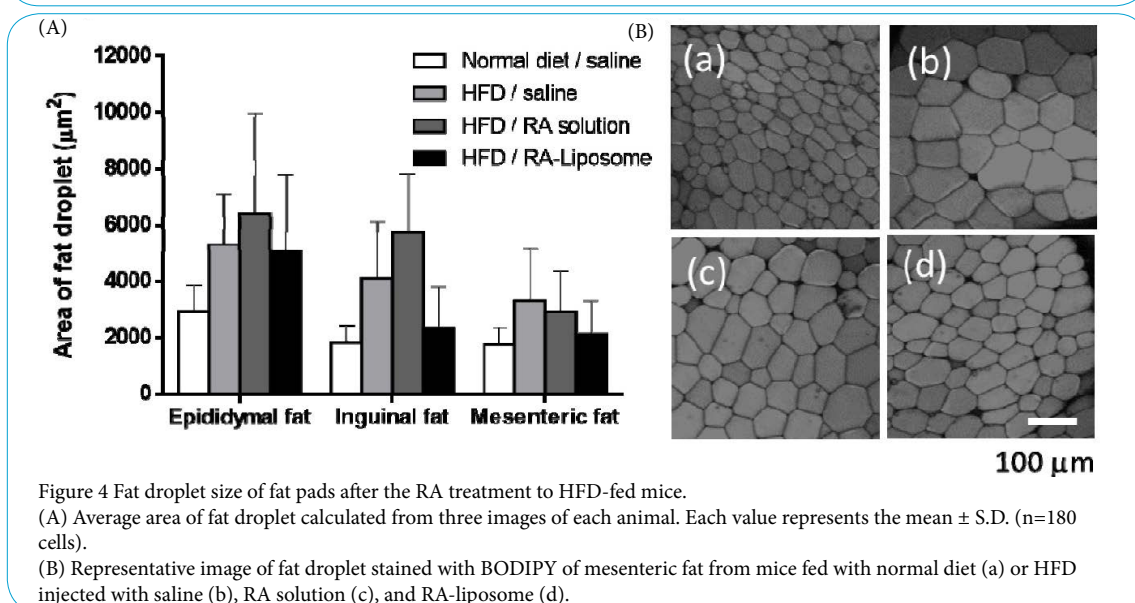 (A)
12000
10000
8000
6000
4000
2000
0
Area of fat droplet (μm²)
Normal diet / saline
HFD / saline
HFD / RA solution
HFD / RA-Liposome
Epididymal fat Inguinal fat Mesenteric fat
(B)
(a)
(b)
(c)
(d)
100 μm
Figure 4 Fat droplet size of fat pads after the RA treatment to HFD-fed mice.
(A) Average area of fat droplet calculated from three images of each animal. Each value represents the mean ± S.D. (n=180
cells).
(B) Representative image of fat droplet stained with BODIPY of mesenteric fat from mice fed with normal diet (a) or HFD
injected with saline (b), RA solution (c), and RA-liposome (d).